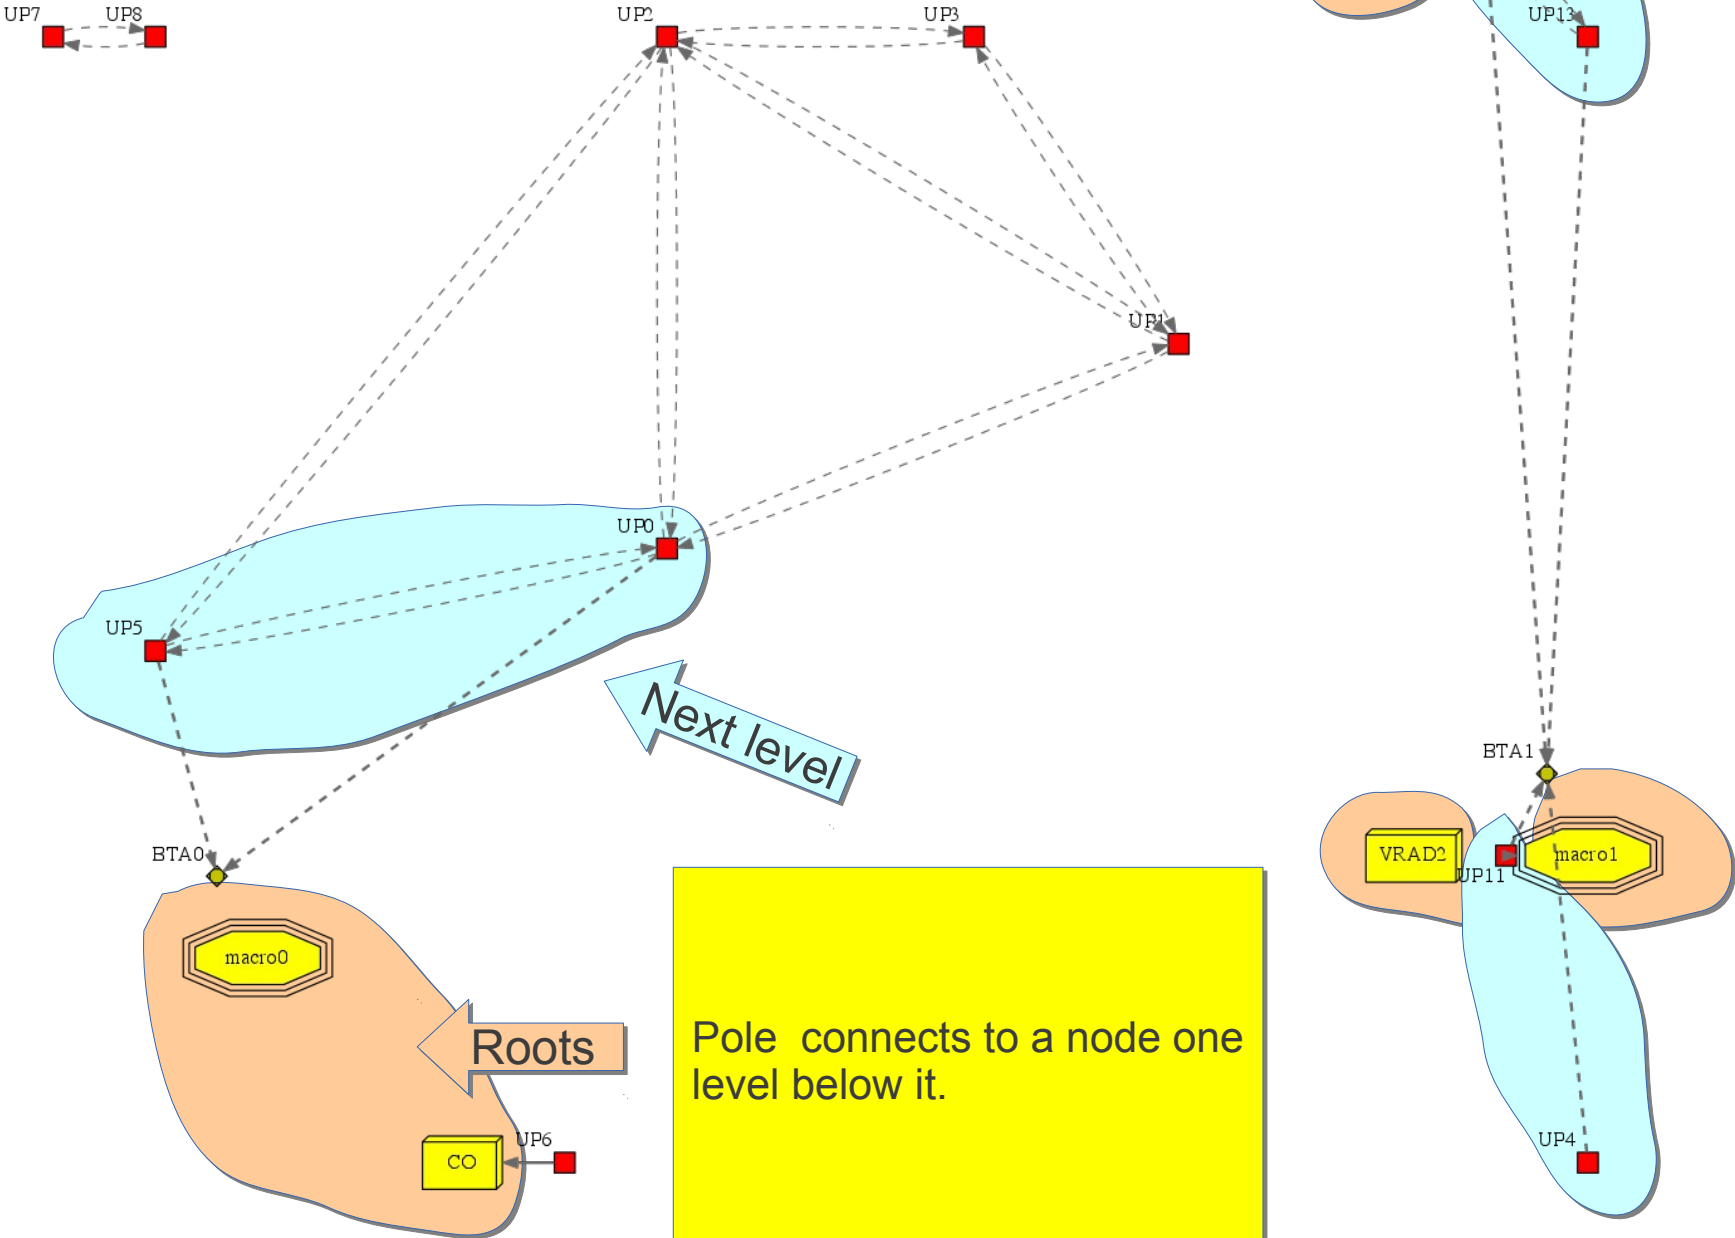 UP7
UP8
UP2
UP3
UP13
UP1
UP0
UP5
Next level
BTA1
BTA0
VRAD2
macro1
UP11
macro0
Roots
Pole connects to a node one
level below it.
UP6
CO
UP4